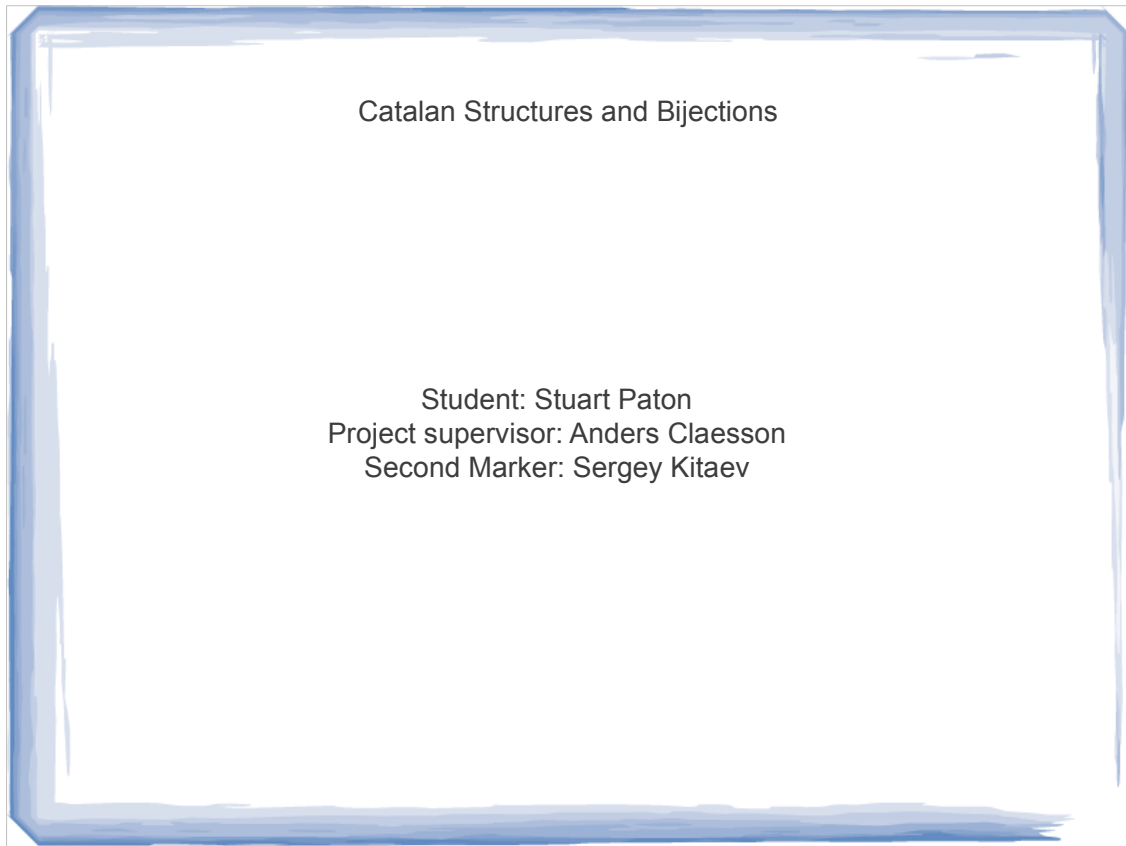 Catalan Structures and Bijections
Student: Stuart Paton
Project supervisor: Anders Claesson
Second Marker: Sergey Kitaev